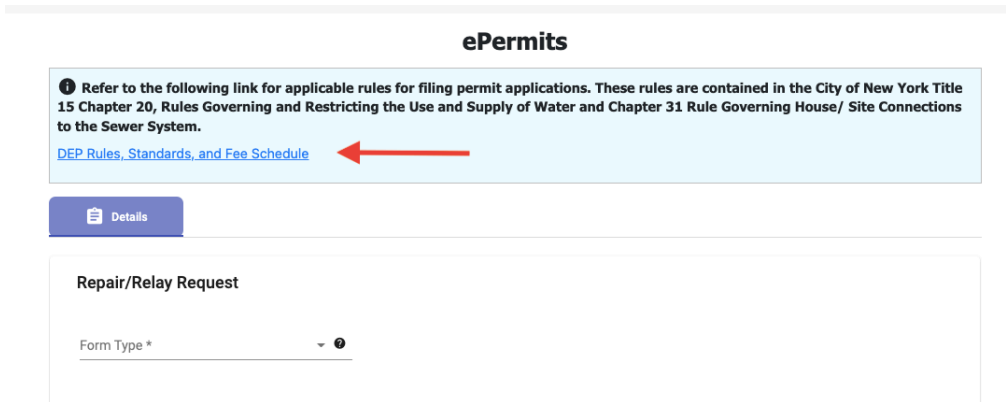 ePermits
Refer to the following link for applicable rules for filing permit applications. These rules are contained in the City of New York Title
15 Chapter 20, Rules Governing and Restricting the Use and Supply of Water and Chapter 31 Rule Governing House/ Site Connections
to the Sewer System.
DEP Rules, Standards, and Fee Schedule
Details
Repair/Relay Request
Form Type *